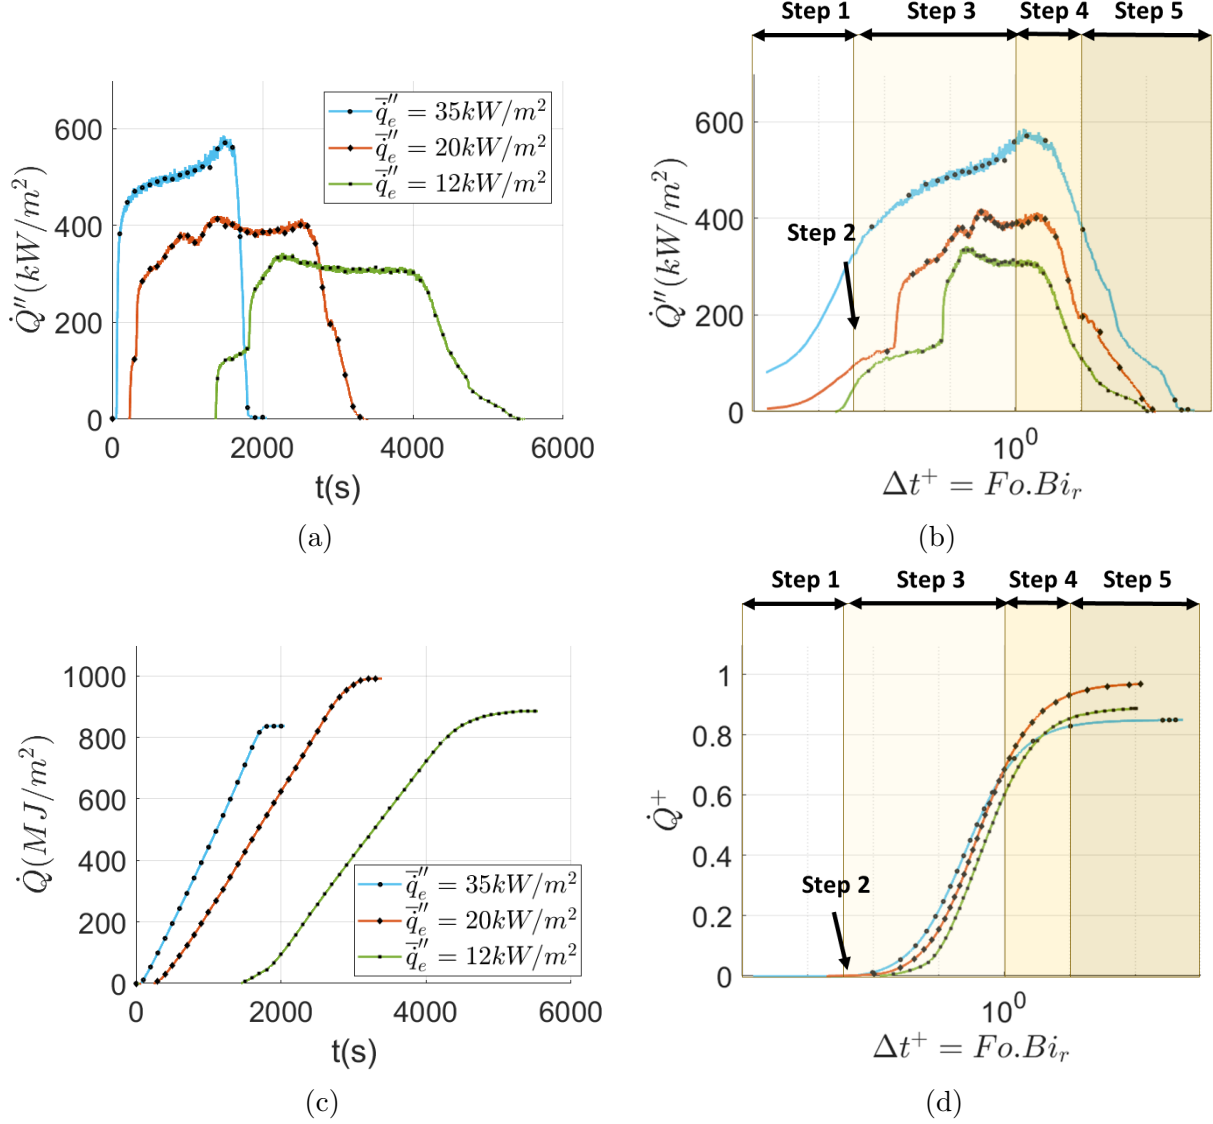 (a)
600
400
200
0
0
2000
4000
6000
Q̇″(kW/m²)
t(s)
q̅̇″ₑ = 35kW/m²
q̅̇″ₑ = 20kW/m²
q̅̇″ₑ = 12kW/m²
(a)
(b)
Step 1
Step 3
Step 4
Step 5
Step 2
600
400
200
0
10⁰
Q̇″(kW/m²)
Δt⁺ = Fo.Biᵣ
(b)
1000
800
600
400
200
0
0
2000
4000
6000
Q̇(MJ/m²)
t(s)
q̅̇″ₑ = 35kW/m²
q̅̇″ₑ = 20kW/m²
q̅̇″ₑ = 12kW/m²
(c)
Step 1
Step 3
Step 4
Step 5
Step 2
1
0.8
0.6
0.4
0.2
0
10⁰
Q̇⁺
Δt⁺ = Fo.Biᵣ
(d)